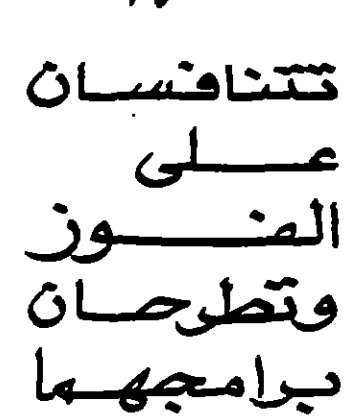 تتنافسان
على
الفوز
وتطرحان
برامجهما